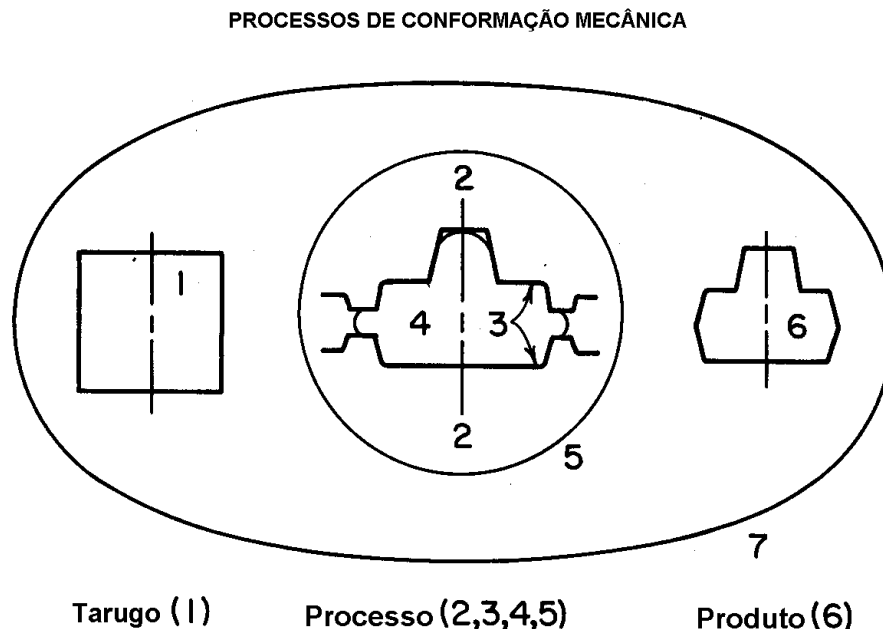 PROCESSOS DE CONFORMAÇÃO MECÂNICA
2
1
4
3
6
2
5
7
Tarugo (1)
Processo (2,3,4,5)
Produto (6)